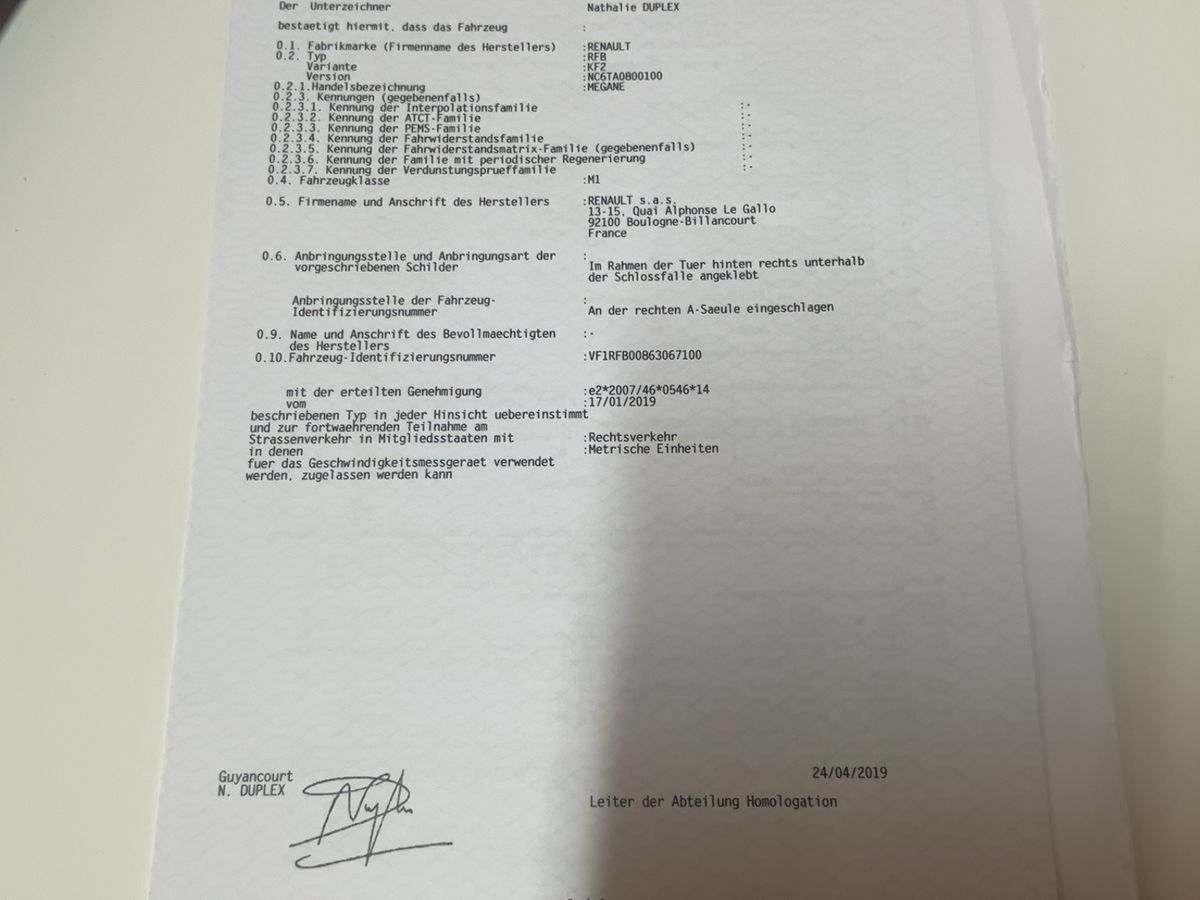 Der Unterzeichner Nathalie DUPLEX
bestaetigt hiermit, dass das Fahrzeug :
0.1. Fabrikmarke (Firmenname des Herstellers) :RENAULT
0.2. Typ :RFB
Variante :KF2
Version :NC6TA0800100
0.2.1.Handelsbezeichnung :MEGANE
0.2.3. Kennungen (gegebenenfalls)
0.2.3.1. Kennung der Interpolationsfamilie :-
0.2.3.2. Kennung der ATCT-Familie :-
0.2.3.3. Kennung der PEMS-Familie :-
0.2.3.4. Kennung der Fahrwiderstandsfamilie :-
0.2.3.5. Kennung der Fahrwiderstandsmatrix-Familie (gegebenenfalls) :-
0.2.3.6. Kennung der Familie mit periodischer Regenerierung :-
0.2.3.7. Kennung der Verdunstungsprueffamilie :-
0.4. Fahrzeugklasse :M1
0.5. Firmename und Anschrift des Herstellers :RENAULT s.a.s.
13-15, Quai Alphonse Le Gallo
92100 Boulogne-Billancourt
France
0.6. Anbringungsstelle und Anbringungsart der :
vorgeschriebenen Schilder Im Rahmen der Tuer hinten rechts unterhalb
der Schlossfalle angeklebt
Anbringungsstelle der Fahrzeug- :
Identifizierungsnummer An der rechten A-Saeule eingeschlagen
0.9. Name und Anschrift des Bevollmaechtigten :-
des Herstellers
0.10.Fahrzeug-Identifizierungsnummer :VF1RFB00863067100
mit der erteilten Genehmigung :e2*2007/46*0546*14
vom :17/01/2019
beschriebenen Typ in jeder Hinsicht uebereinstimmt
und zur fortwaehrenden Teilnahme am
Strassenverkehr in Mitgliedsstaaten mit :Rechtsverkehr
in denen :Metrische Einheiten
fuer das Geschwindigkeitsmessgeraet verwendet
werden, zugelassen werden kann
Guyancourt 24/04/2019
N. DUPLEX
Leiter der Abteilung Homologation